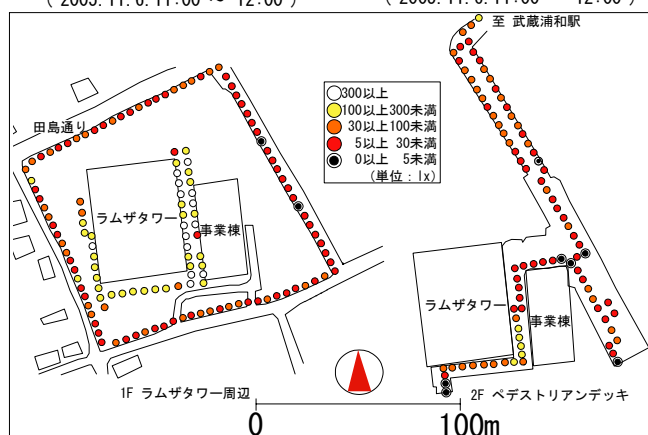 至 武蔵浦和駅
300以上
100以上300未満
30以上100未満
5以上 30未満
0以上 5未満
(単位：lx)
田島通り
ラムザタワー
事業棟
ラムザタワー
事業棟
1F ラムザタワー周辺
2F ペデストリアンデッキ
0
100m